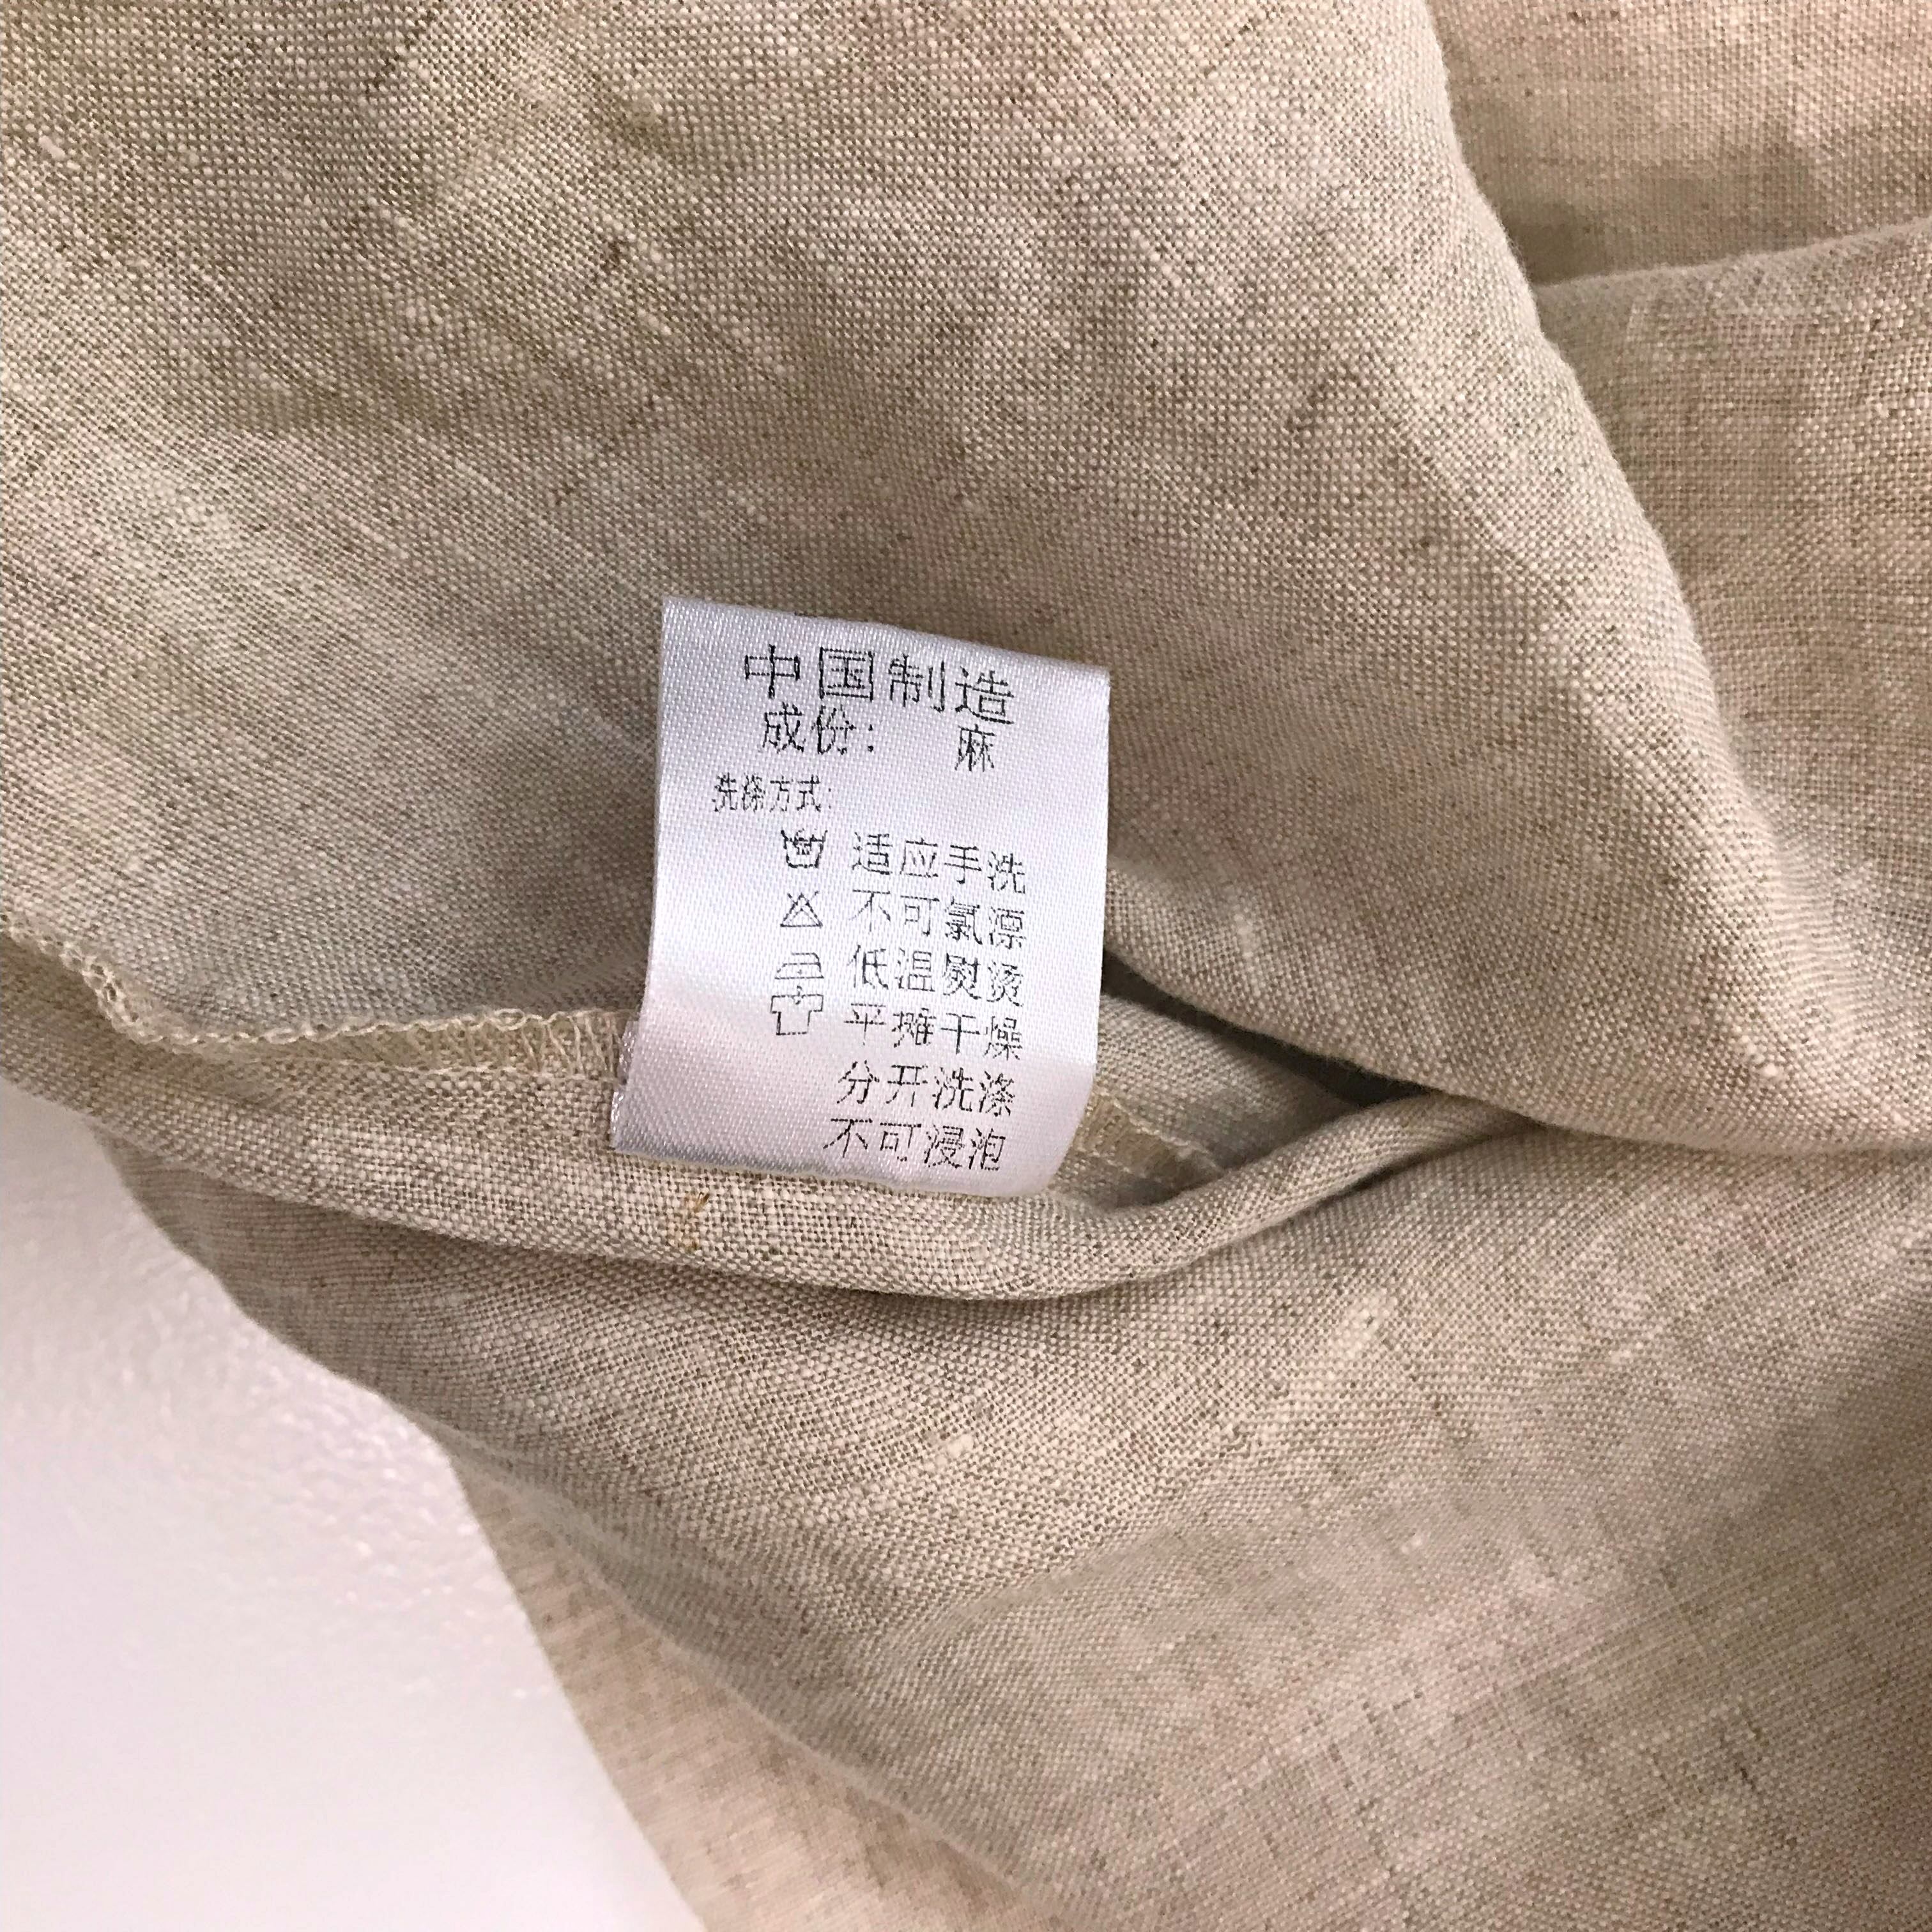 中国制造
成份: 麻
洗涤方式:
适应手洗
不可氯漂
低温熨烫
平摊干燥
分开洗涤
不可浸泡